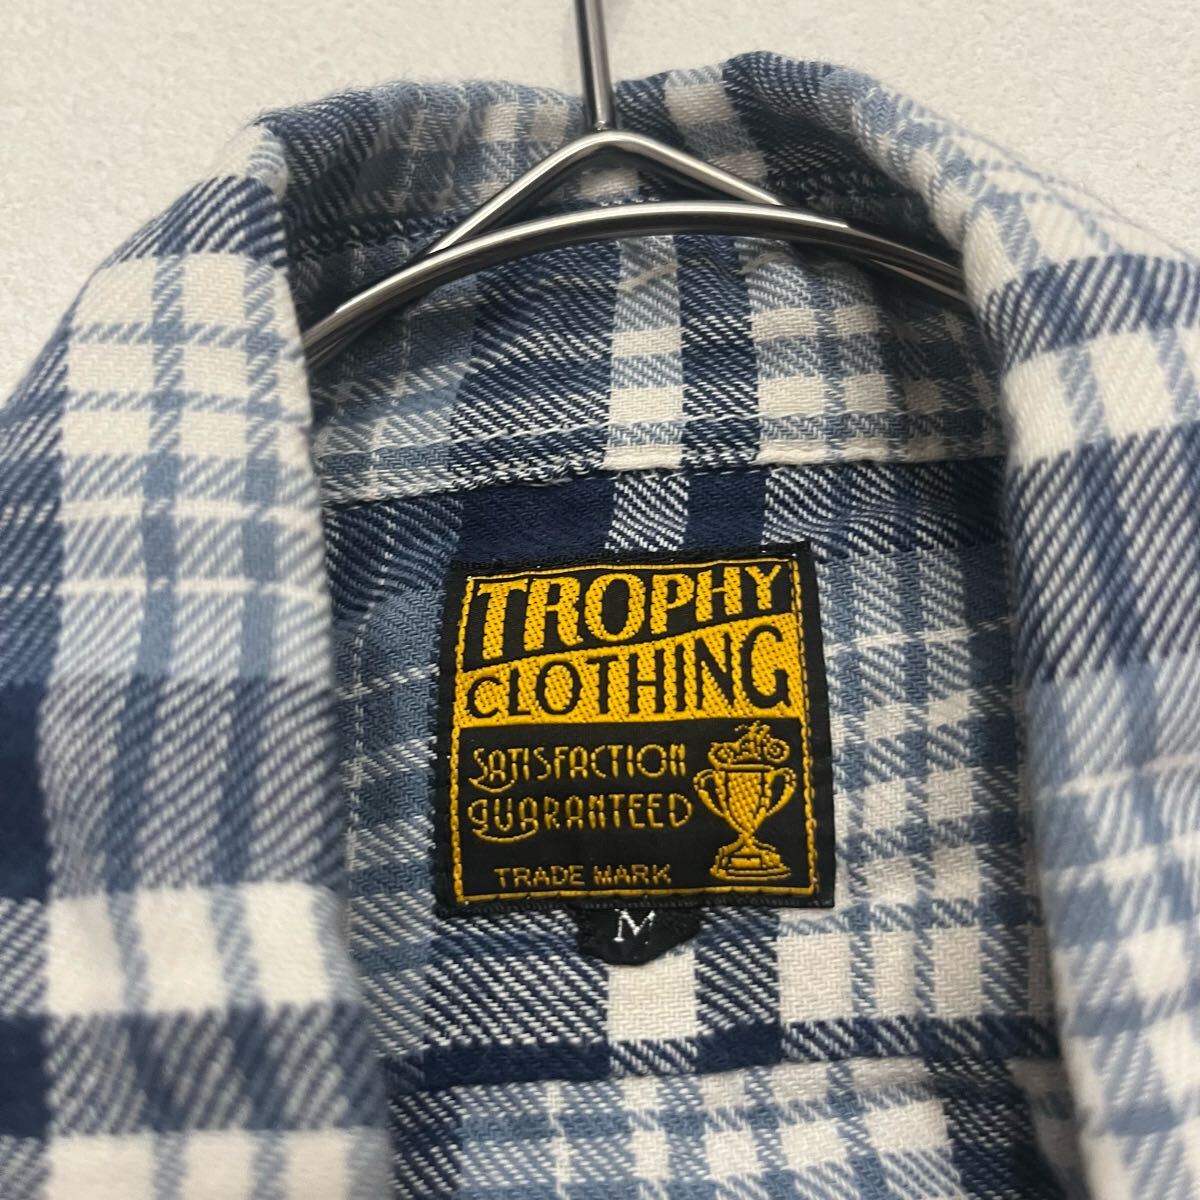 TROPHY
CLOTHING
SATISFACTION
GUARANTEED
TRADE MARK
M